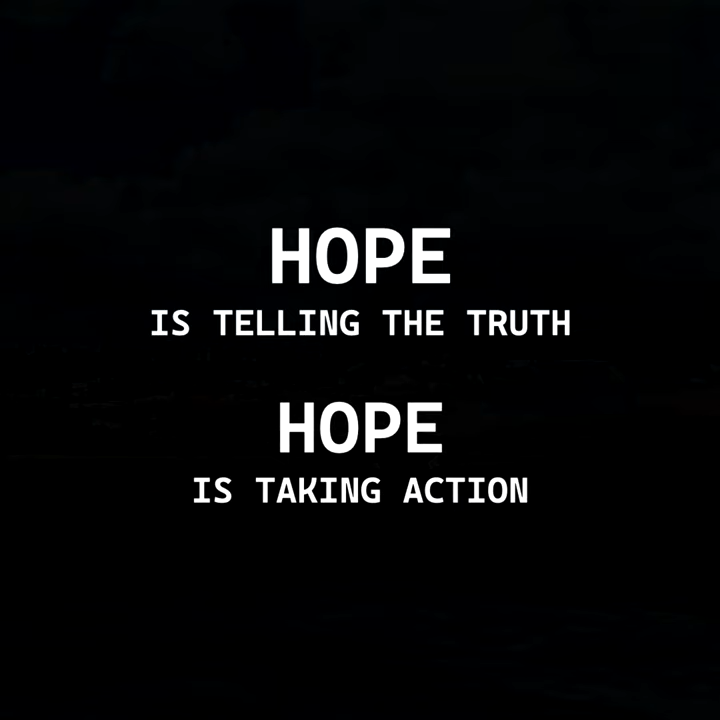 HOPE
IS TELLING THE TRUTH
HOPE
IS TAKING ACTION